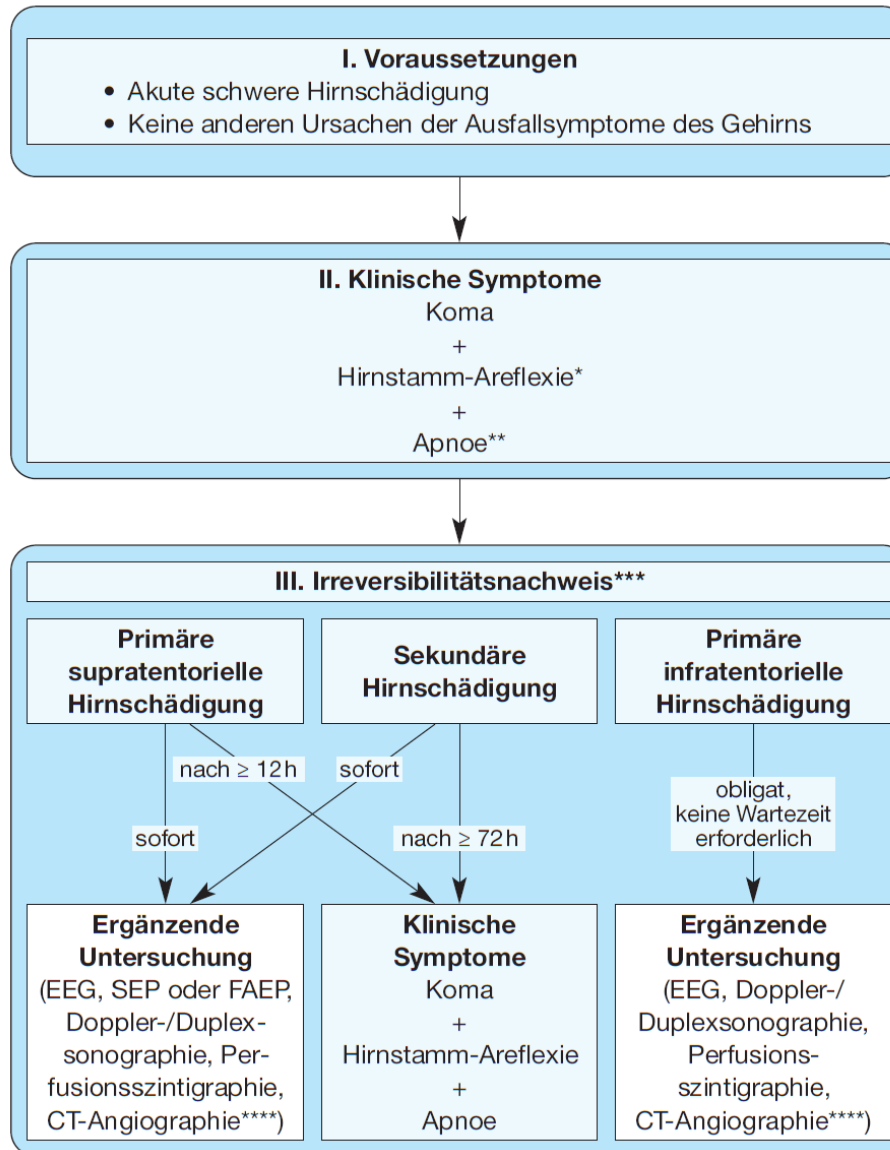 I. Voraussetzungen
• Akute schwere Hirnschädigung
• Keine anderen Ursachen der Ausfallsymptome des Gehirns
II. Klinische Symptome
Koma
+
Hirnstamm-Areflexie*
+
Apnoe**
III. Irreversibilitätsnachweis***
Primäre
supratentorielle
Hirnschädigung
Sekundäre
Hirnschädigung
Primäre
infratentorielle
Hirnschädigung
nach ≥ 12 h
sofort
sofort
nach ≥ 72 h
obligat,
keine Wartezeit
erforderlich
Ergänzende
Untersuchung
(EEG, SEP oder FAEP,
Doppler-/Duplex-
sonographie, Per-
fusionsszintigraphie,
CT-Angiographie****)
Klinische
Symptome
Koma
+
Hirnstamm-Areflexie
+
Apnoe
Ergänzende
Untersuchung
(EEG, Doppler-/
Duplexsonographie,
Perfusions-
szintigraphie,
CT-Angiographie****)